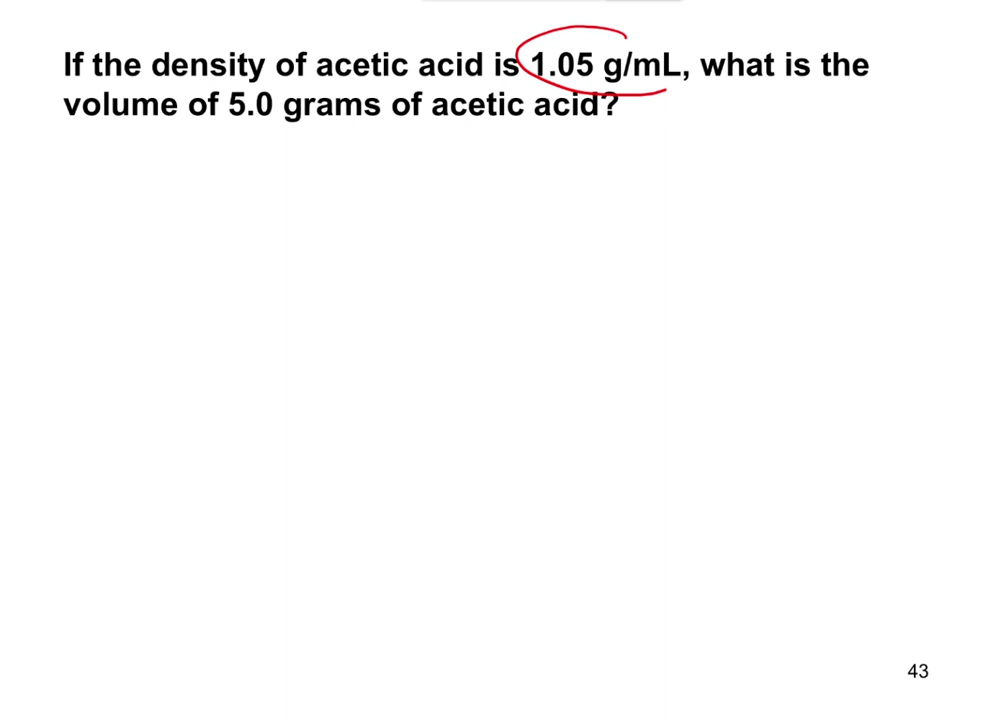 If the density of acetic acid is 1.05 g/mL, what is the
volume of 5.0 grams of acetic acid?
43